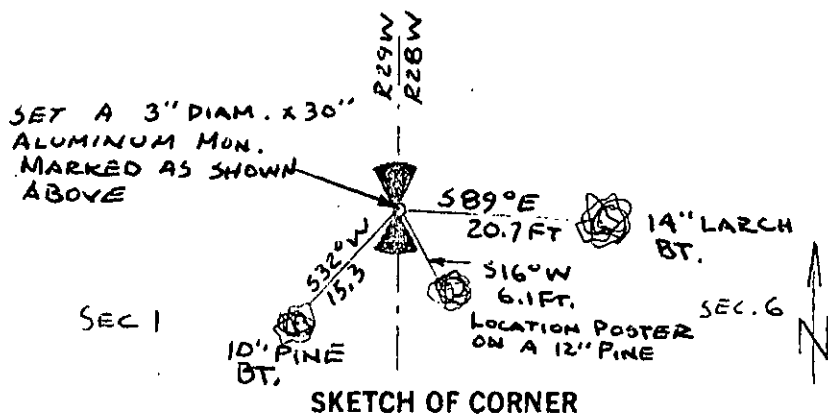 R29W
R28W
SET A 3" DIAM. x 30"
ALUMINUM MON.
MARKED AS SHOWN
ABOVE
S89°E
20.7 FT
14" LARCH
BT.
S32°W
15.3
S16°W
6.1 FT.
LOCATION POSTER
ON A 12" PINE
SEC 1
10" PINE
BT.
SEC. 6
N
SKETCH OF CORNER